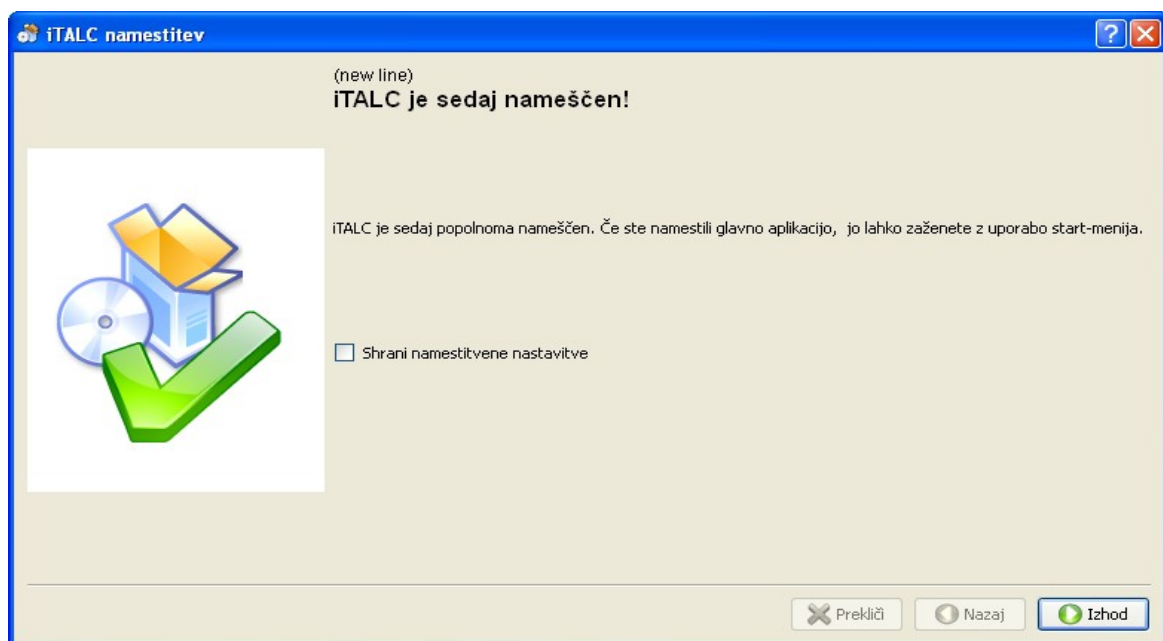 iTALC namestitev
(new line)
iTALC je sedaj nameščen!
iTALC je sedaj popolnoma nameščen. Če ste namestili glavno aplikacijo,  jo lahko zaženete z uporabo start-menija.
Shrani namestitvene nastavitve
Prekliči
Nazaj
Izhod